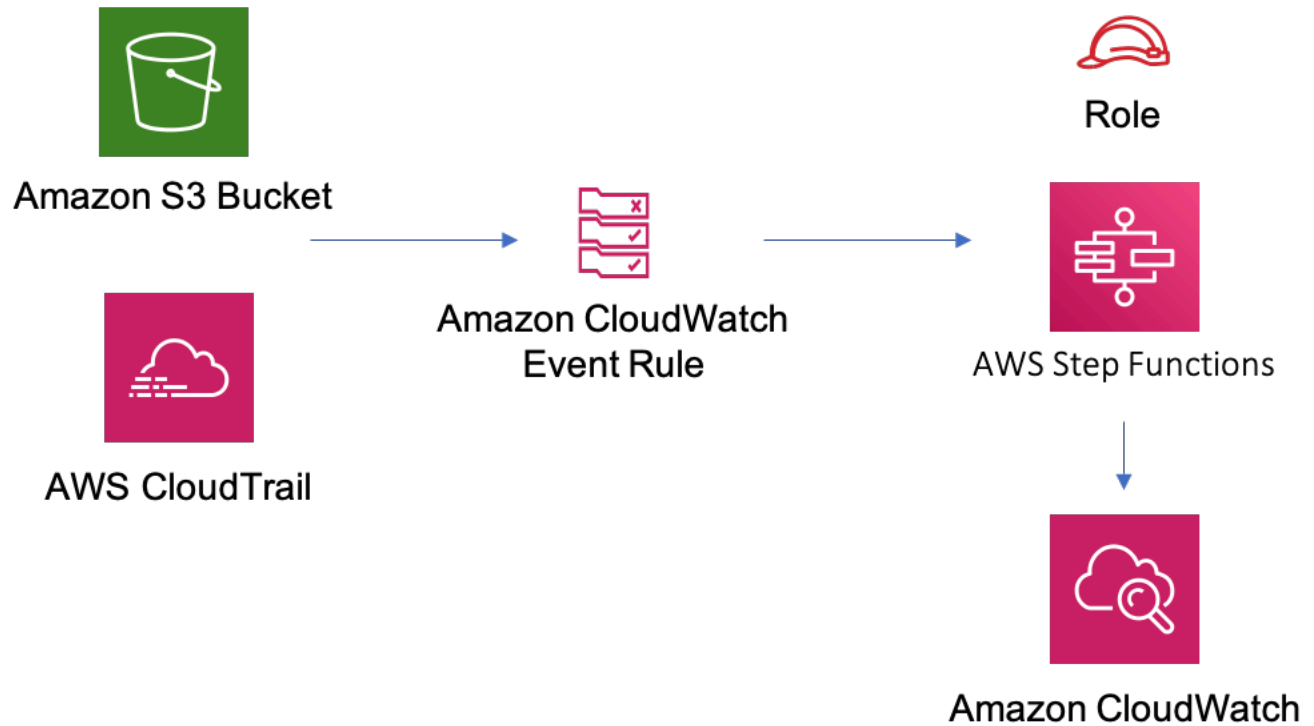 Amazon S3 Bucket
AWS CloudTrail
Amazon CloudWatch
Event Rule
Role
AWS Step Functions
Amazon CloudWatch